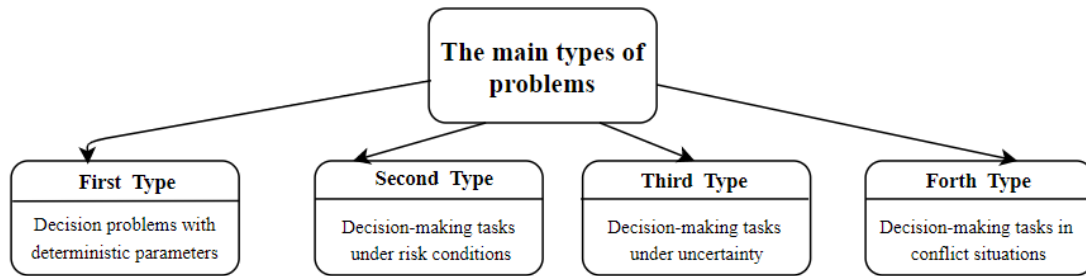 The main types of
problems
First Type
Decision problems with
deterministic parameters
Second Type
Decision-making tasks
under risk conditions
Third Type
Decision-making tasks
under uncertainty
Forth Type
Decision-making tasks in
conflict situations